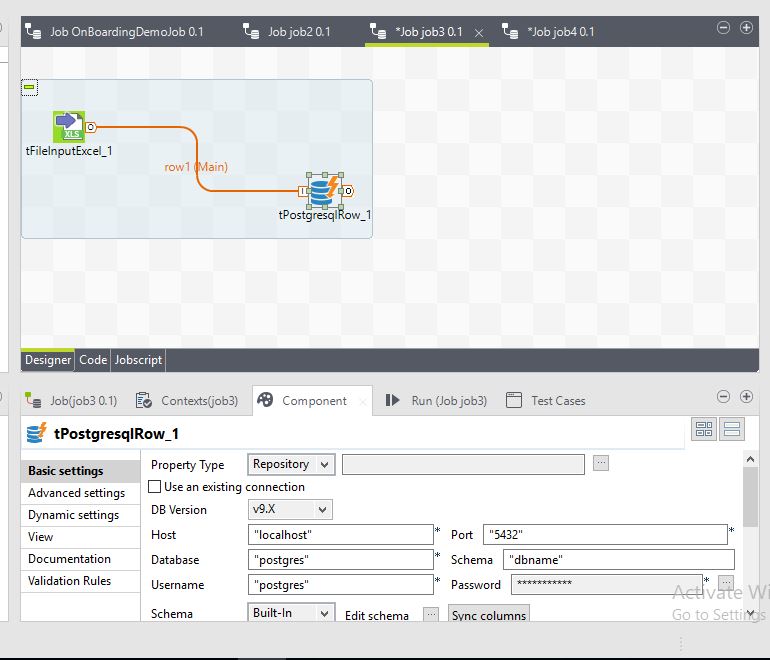 Job OnBoardingDemoJob 0.1 Job job2 0.1 *Job job3 0.1 *Job job4 0.1
XLS
O
tFileInputExcel_1
row1 (Main)
I O
tPostgresqlRow_1
Designer Code Jobscript
Job(job3 0.1) Contexts(job3) Component Run (Job job3) Test Cases
tPostgresqlRow_1
Basic settings
Advanced settings
Dynamic settings
View
Documentation
Validation Rules
Property Type Repository ...
Use an existing connection
DB Version v9.X
Host "localhost" * Port "5432" *
Database "postgres" * Schema "dbname"
Username "postgres" * Password *********** * ...
Schema Built-In Edit schema ... Sync columns
Activate Wi
Go to Settings